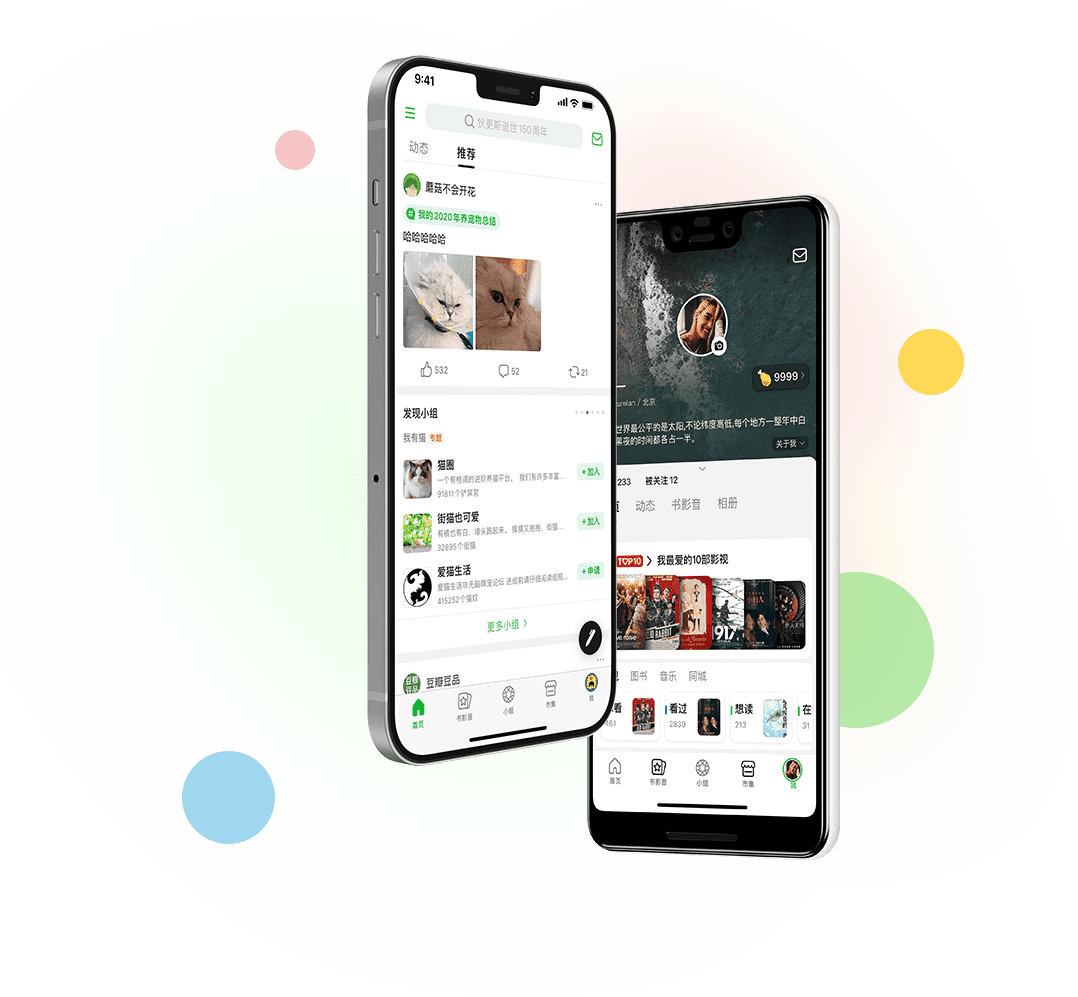 9:41
狄更斯逝世150周年
动态 推荐
蘑菇不会开花
# 我的2020年养宠物总结
哈哈哈哈哈
532 52 21
发现小组
我有猫 专题
猫圈
一个有格调的进阶养猫平台。 我们有许多丰富...
91811个铲屎官
+加入
街猫也可爱
有橘也有白，墙头跑起来。摸摸又抱抱，街猫...
32895个街猫
+加入
爱猫生活
爱猫生活非无脑萌宠论坛 进组前请仔细阅读组规...
415252个猫奴
+申请
更多小组 >
豆瓣豆品
首页 书影音 小组 市集 我
9999 >
/ 北京
世界最公平的是太阳,不论纬度高低,每个地方一整年中白
黑夜的时间都各占一半。
关于我
233 被关注 12
动态 书影音 相册
TOP10 我最爱的10部影视
RABBIT
图书 音乐 同城
看
看过
2839
想读
213
在
31
首页 书影音 小组 市集 我